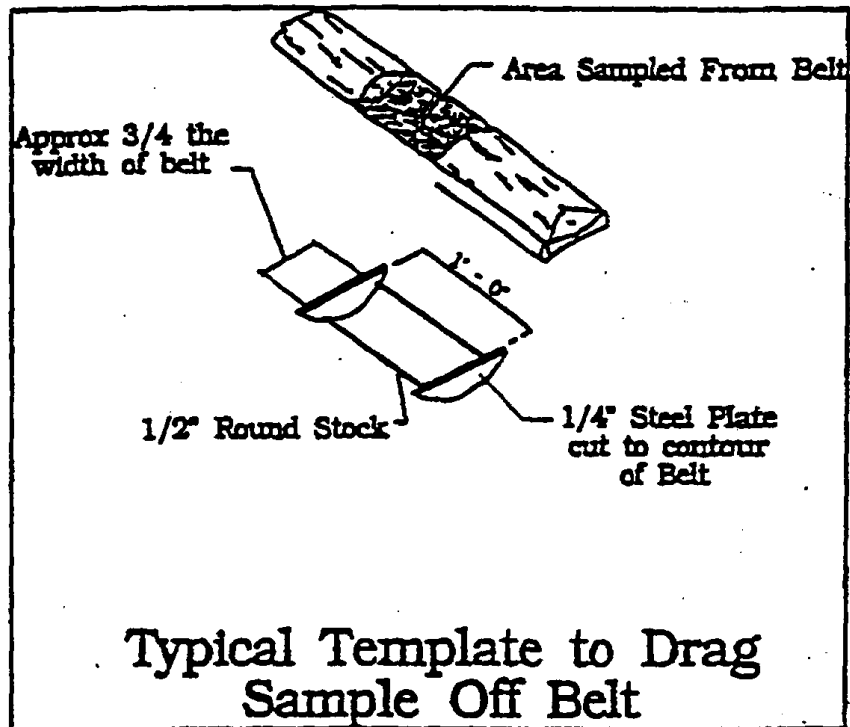 Area Sampled From Belt
Approx 3/4 the
width of belt
1' - 0"
1/2" Round Stock
1/4" Steel Plate
cut to contour
of Belt
Typical Template to Drag
Sample Off Belt